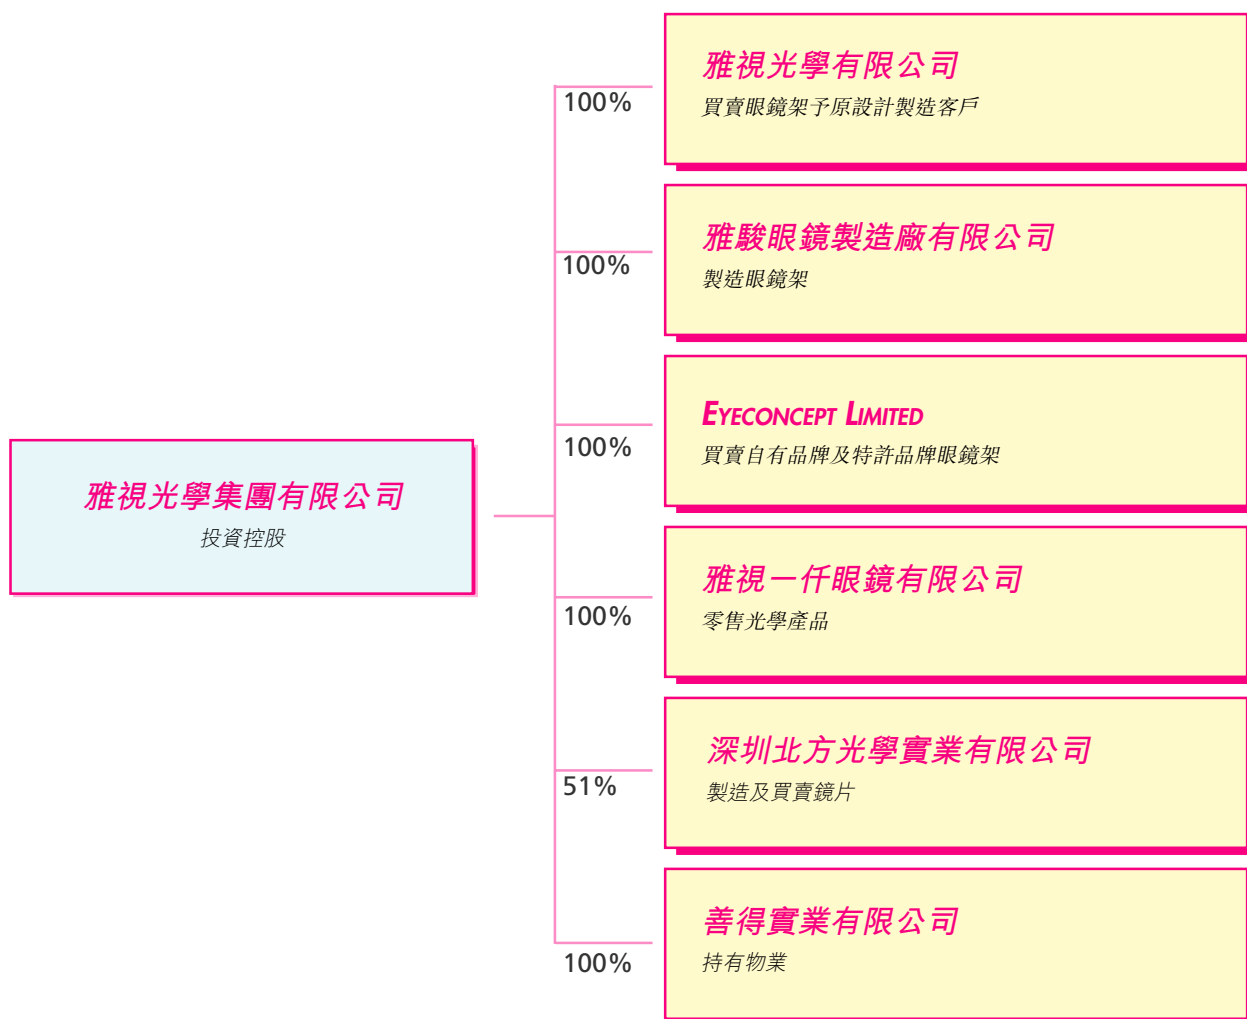 雅視光學集團有限公司
投資控股
100%
雅視光學有限公司
買賣眼鏡架予原設計製造客戶
100%
雅駿眼鏡製造廠有限公司
製造眼鏡架
100%
EYECONCEPT LIMITED
買賣自有品牌及特許品牌眼鏡架
100%
雅視一仟眼鏡有限公司
零售光學產品
51%
深圳北方光學實業有限公司
製造及買賣鏡片
100%
善得實業有限公司
持有物業